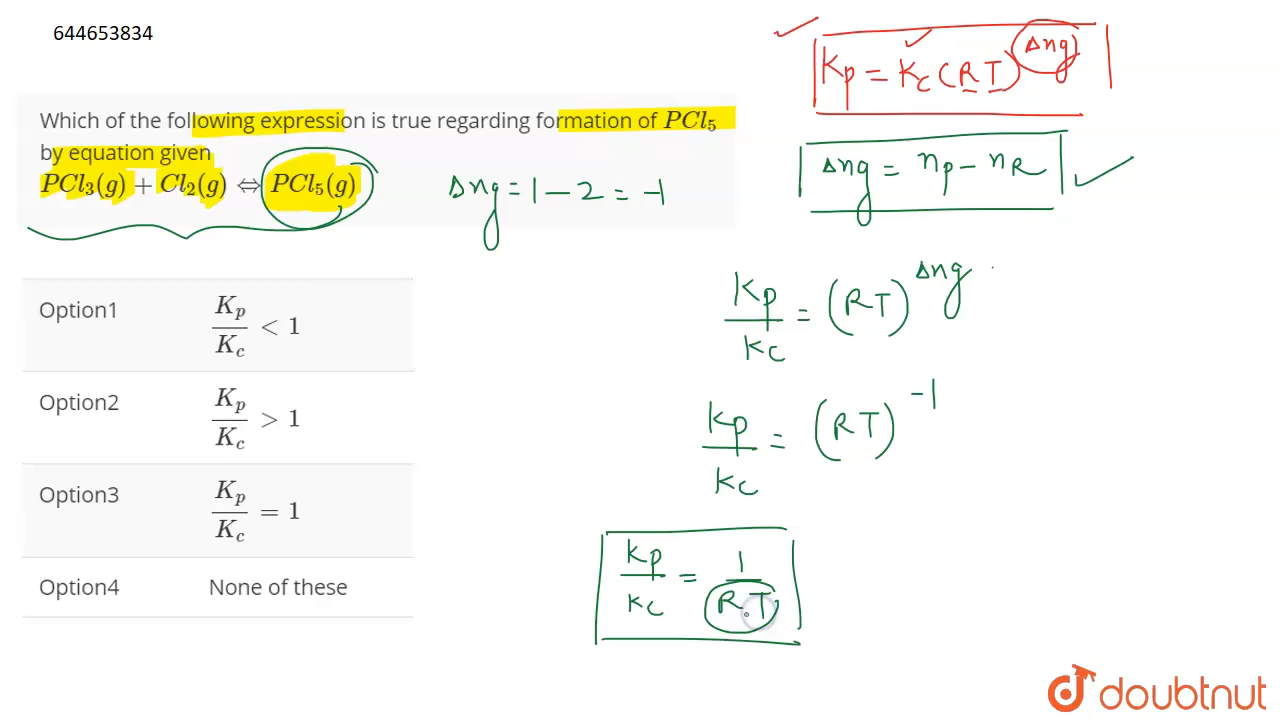 644653834
Which of the following expression is true regarding formation of PCl₅
by equation given
PCl₃(g) + Cl₂(g) ⇔ PCl₅(g)
Δng = 1 − 2 = −1
Kp = Kc (RT)^Δng
Δng = np − nR
Kp/Kc = (RT)^Δng
Kp/Kc = (RT)^−1
Kp/Kc = 1/RT
Option1 Kp/Kc < 1
Option2 Kp/Kc > 1
Option3 Kp/Kc = 1
Option4 None of these
doubtnut